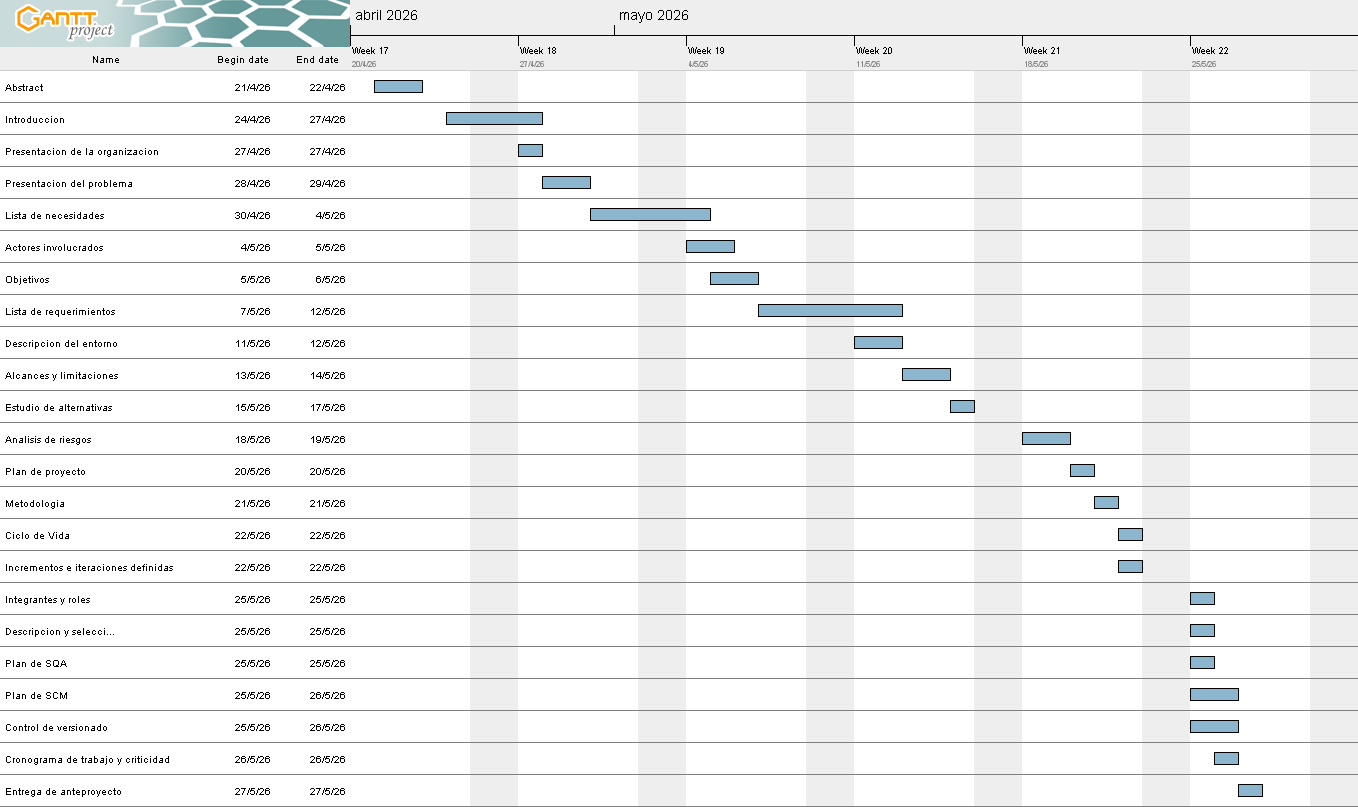 GANTT
project
abril 2026
mayo 2026
Name Begin date End date
Week 17 Week 18 Week 19 Week 20 Week 21 Week 22
20/4/26 27/4/26 4/5/26 11/5/26 18/5/26 25/5/26
Abstract 21/4/26 22/4/26
Introduccion 24/4/26 27/4/26
Presentacion de la organizacion 27/4/26 27/4/26
Presentacion del problema 28/4/26 29/4/26
Lista de necesidades 30/4/26 4/5/26
Actores involucrados 4/5/26 5/5/26
Objetivos 5/5/26 6/5/26
Lista de requerimientos 7/5/26 12/5/26
Descripcion del entorno 11/5/26 12/5/26
Alcances y limitaciones 13/5/26 14/5/26
Estudio de alternativas 15/5/26 17/5/26
Analisis de riesgos 18/5/26 19/5/26
Plan de proyecto 20/5/26 20/5/26
Metodologia 21/5/26 21/5/26
Ciclo de Vida 22/5/26 22/5/26
Incrementos e iteraciones definidas 22/5/26 22/5/26
Integrantes y roles 25/5/26 25/5/26
Descripcion y selecci... 25/5/26 25/5/26
Plan de SQA 25/5/26 25/5/26
Plan de SCM 25/5/26 26/5/26
Control de versionado 25/5/26 26/5/26
Cronograma de trabajo y criticidad 26/5/26 26/5/26
Entrega de anteproyecto 27/5/26 27/5/26